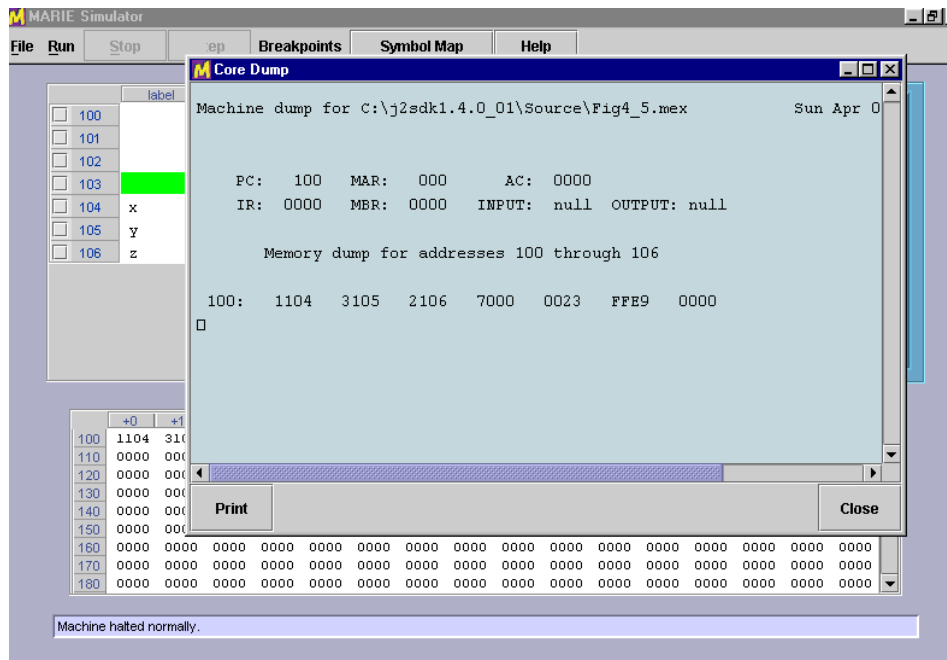 MARIE Simulator
File Run Stop Breakpoints Symbol Map Help
Core Dump
label
Machine dump for C:\j2sdk1.4.0_01\Source\Fig4_5.mex Sun Apr
100
101
102
103
104 x
105 y
106 z
PC: 100 MAR: 000 AC: 0000
IR: 0000 MBR: 0000 INPUT: null OUTPUT: null
Memory dump for addresses 100 through 106
100: 1104 3105 2106 7000 0023 FFE9 0000
+0 +1
100 1104
110 0000
120 0000
130 0000
140 0000
150 0000
Print Close
160 0000 0000 0000 0000 0000 0000 0000 0000 0000 0000 0000 0000 0000 0000 0000 0000
170 0000 0000 0000 0000 0000 0000 0000 0000 0000 0000 0000 0000 0000 0000 0000 0000
180 0000 0000 0000 0000 0000 0000 0000 0000 0000 0000 0000 0000 0000 0000 0000 0000
Machine halted normally.